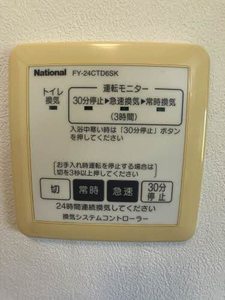 National FY-24CTD6SK
運転モニター
トイレ
換気
30分停止▶急速換気▶常時換気
(3時間)
入浴中寒い時は「30分停止」ボタン
を押してください。
お手入れ時運転を停止する場合は
切を3秒以上押してください
切 常時 急速 30分
停止
24時間連続換気してください
換気システムコントローラー